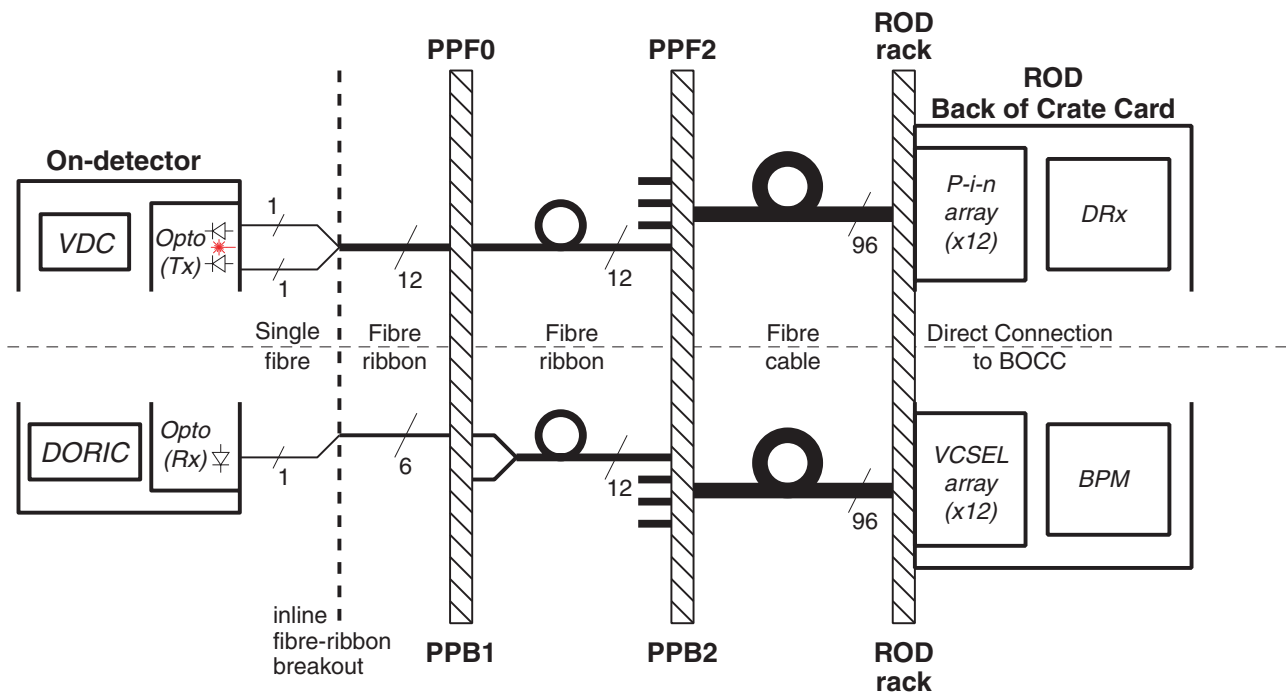 PPF0
PPF2
ROD
rack
ROD
Back of Crate Card
On-detector
VDC
Opto
(Tx)
1
1
12
12
96
P-i-n
array
(x12)
DRx
Single
fibre
Fibre
ribbon
Fibre
ribbon
Fibre
cable
Direct Connection
to BOCC
DORIC
Opto
(Rx)
1
6
12
96
VCSEL
array
(x12)
BPM
inline
fibre-ribbon
breakout
PPB1
PPB2
ROD
rack